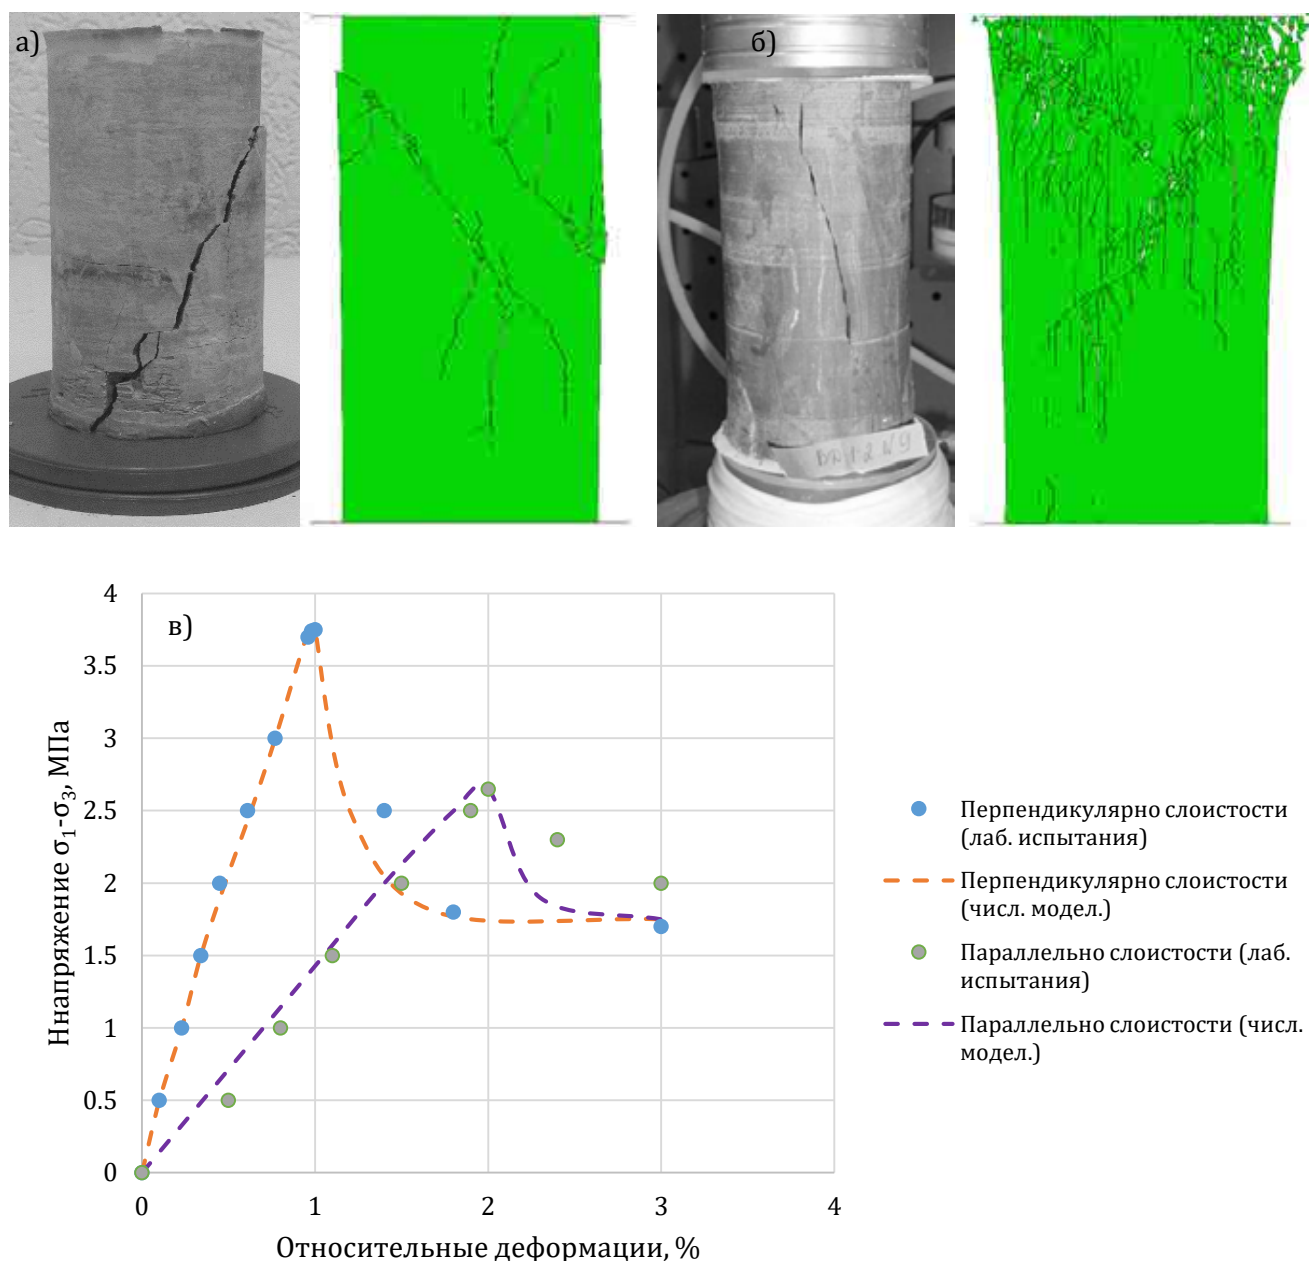 а)
б)
в)
4
3.5
3
2.5
2
1.5
1
0.5
0
0
1
2
3
4
Ннапряжение σ₁-σ₃, МПа
Относительные деформации, %
Перпендикулярно слоистости
(лаб. испытания)
Перпендикулярно слоистости
(числ. модел.)
Параллельно слоистости (лаб.
испытания)
Параллельно слоистости (числ.
модел.)